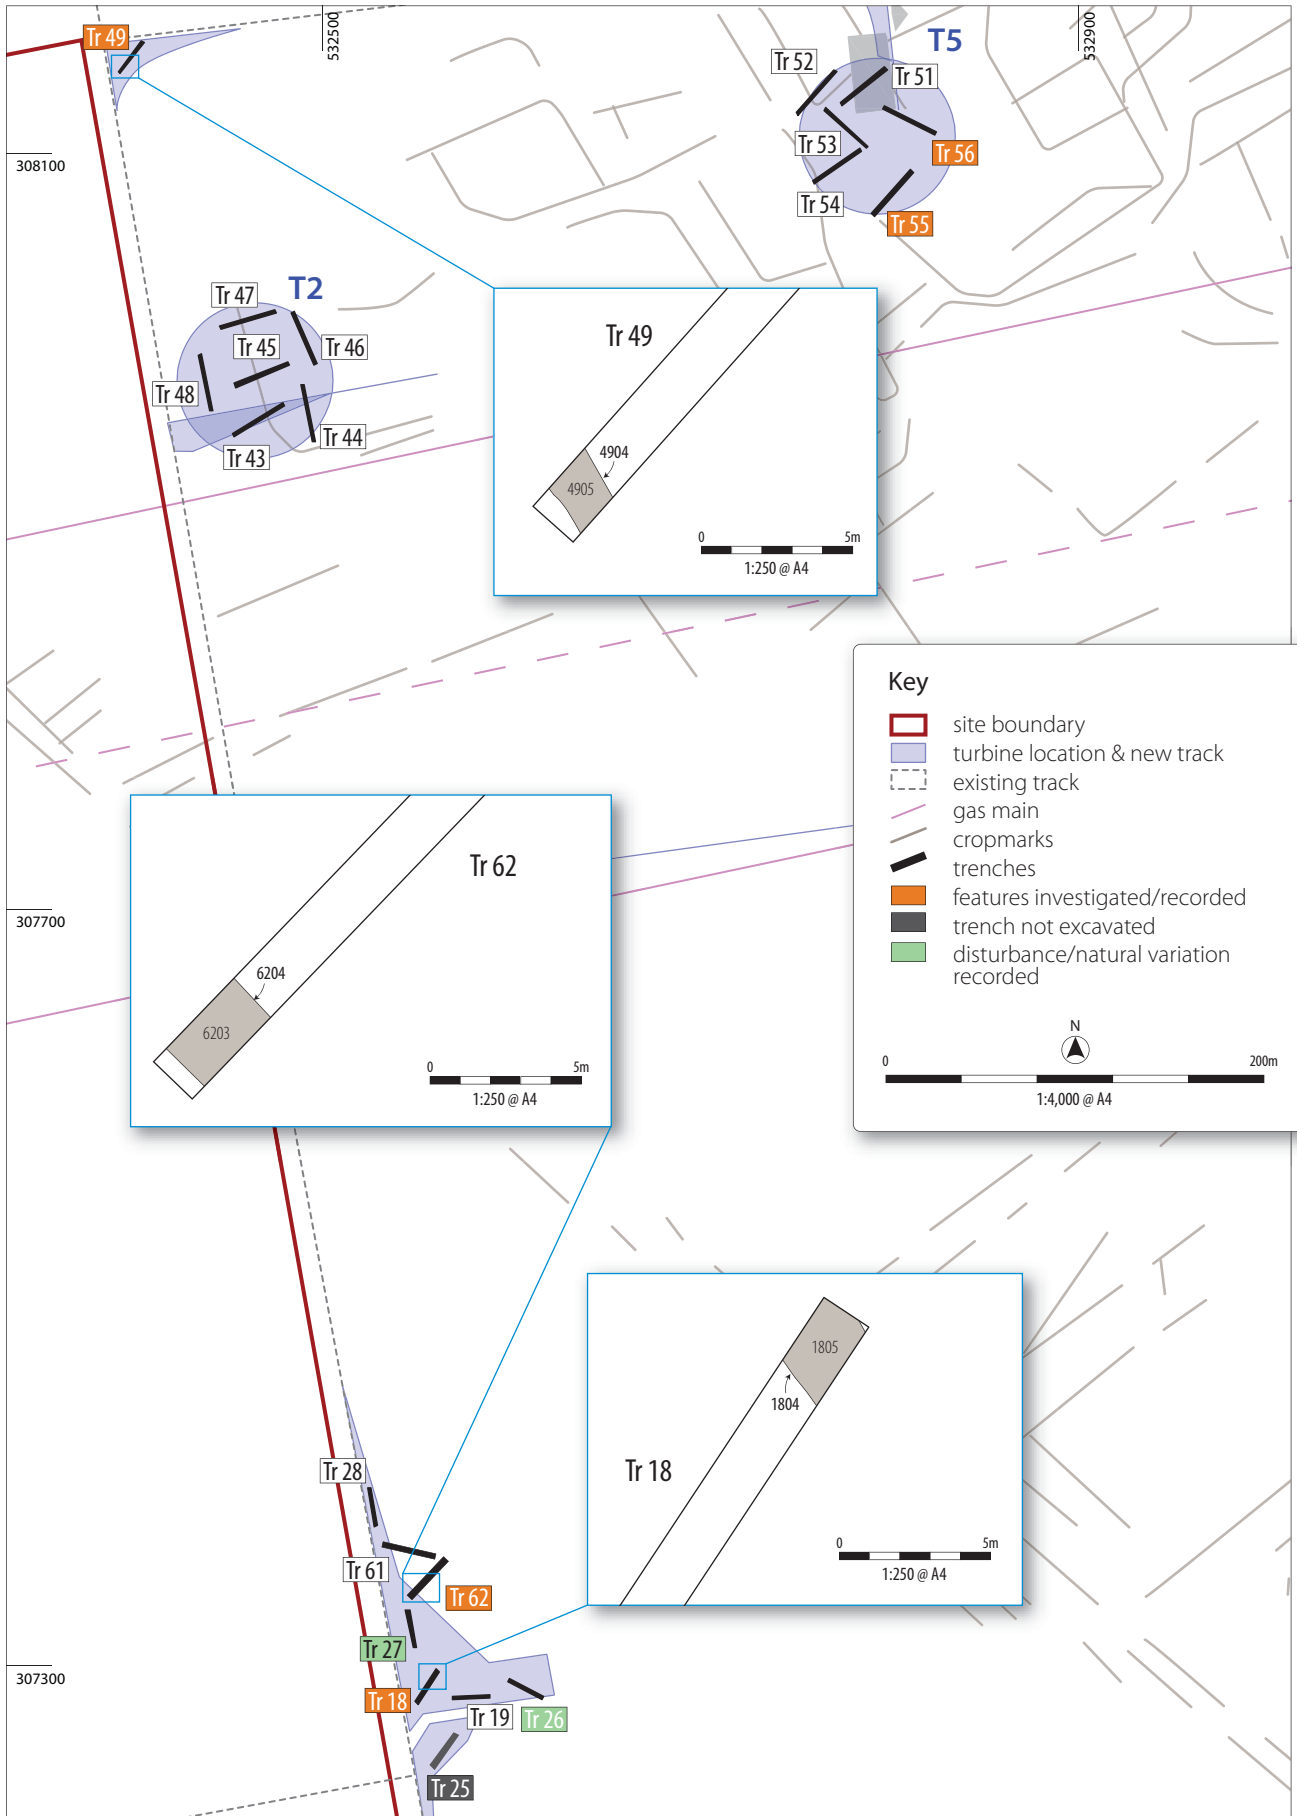 532500
532900
Tr 49
T5
Tr 52
Tr 51
Tr 53
Tr 56
Tr 54
Tr 55
308100
T2
Tr 47
Tr 45
Tr 46
Tr 48
Tr 44
Tr 43
Tr 49
4904
4905
0 5m
1:250 @ A4
Key
site boundary
turbine location & new track
existing track
gas main
cropmarks
trenches
features investigated/recorded
trench not excavated
disturbance/natural variation
recorded
N
0 200m
1:4,000 @ A4
307700
Tr 62
6204
6203
0 5m
1:250 @ A4
1805
1804
Tr 18
0 5m
1:250 @ A4
Tr 28
Tr 61
Tr 62
Tr 27
307300
Tr 18
Tr 19
Tr 26
Tr 25